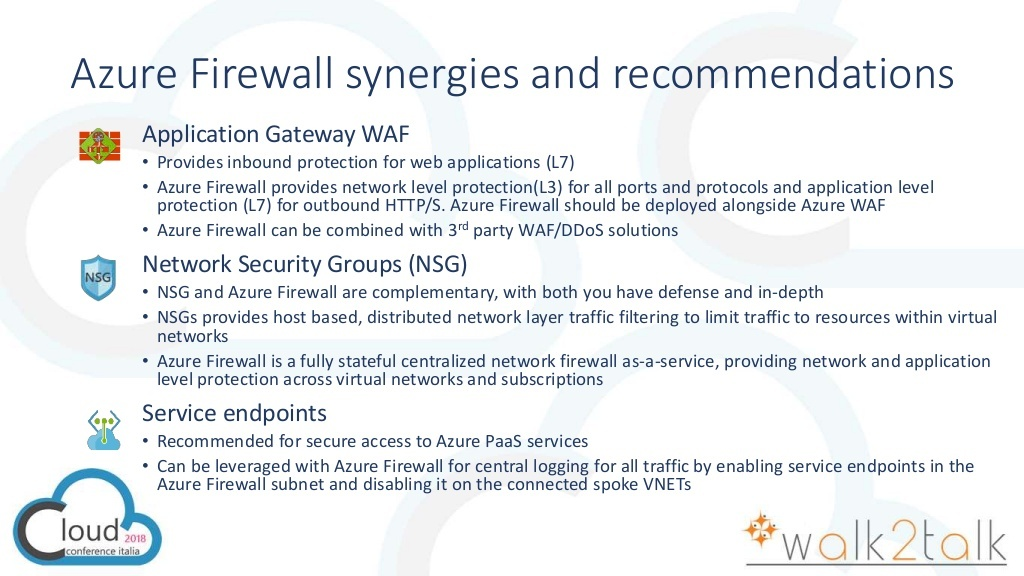 Azure Firewall synergies and recommendations
Application Gateway WAF
• Provides inbound protection for web applications (L7)
• Azure Firewall provides network level protection(L3) for all ports and protocols and application level
protection (L7) for outbound HTTP/S. Azure Firewall should be deployed alongside Azure WAF
• Azure Firewall can be combined with 3rd party WAF/DDoS solutions
NSG
Network Security Groups (NSG)
• NSG and Azure Firewall are complementary, with both you have defense and in-depth
• NSGs provides host based, distributed network layer traffic filtering to limit traffic to resources within virtual
networks
• Azure Firewall is a fully stateful centralized network firewall as-a-service, providing network and application
level protection across virtual networks and subscriptions
Service endpoints
• Recommended for secure access to Azure PaaS services
• Can be leveraged with Azure Firewall for central logging for all traffic by enabling service endpoints in the
Azure Firewall subnet and disabling it on the connected spoke VNETs
Cloud 2018
conference italia
walk2talk